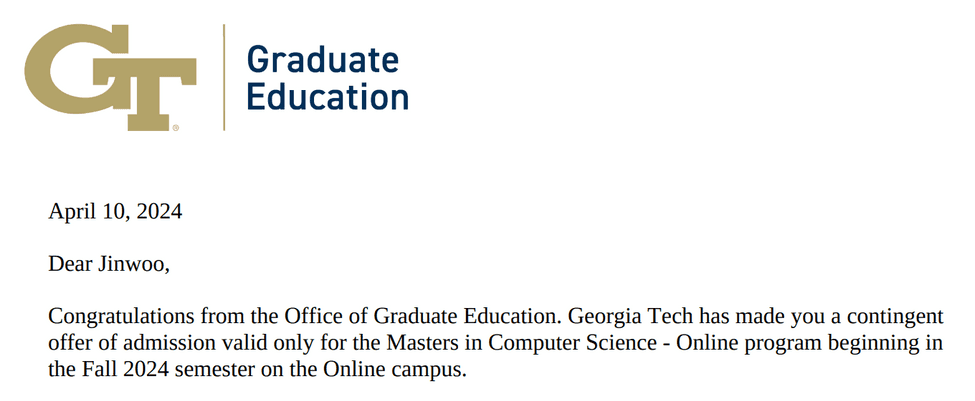 GT
Graduate
Education
April 10, 2024
Dear Jinwoo,
Congratulations from the Office of Graduate Education. Georgia Tech has made you a contingent
offer of admission valid only for the Masters in Computer Science - Online program beginning in
the Fall 2024 semester on the Online campus.